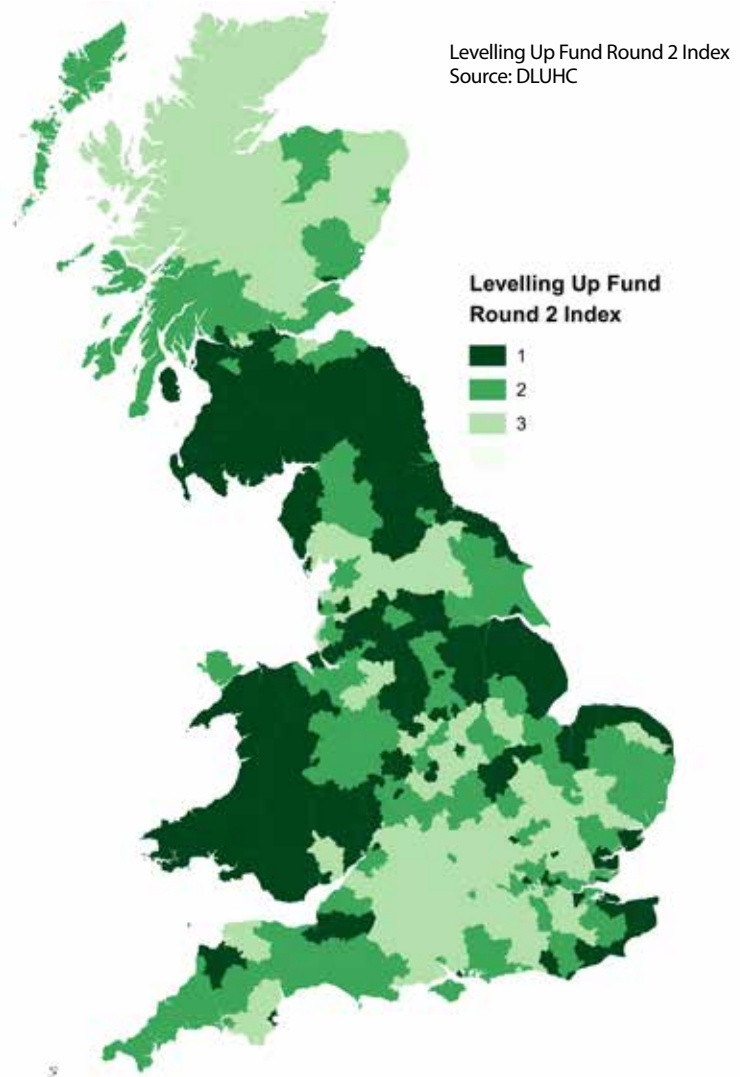 Levelling Up Fund Round 2 Index
Source: DLUHC
Levelling Up Fund
Round 2 Index
1
2
3